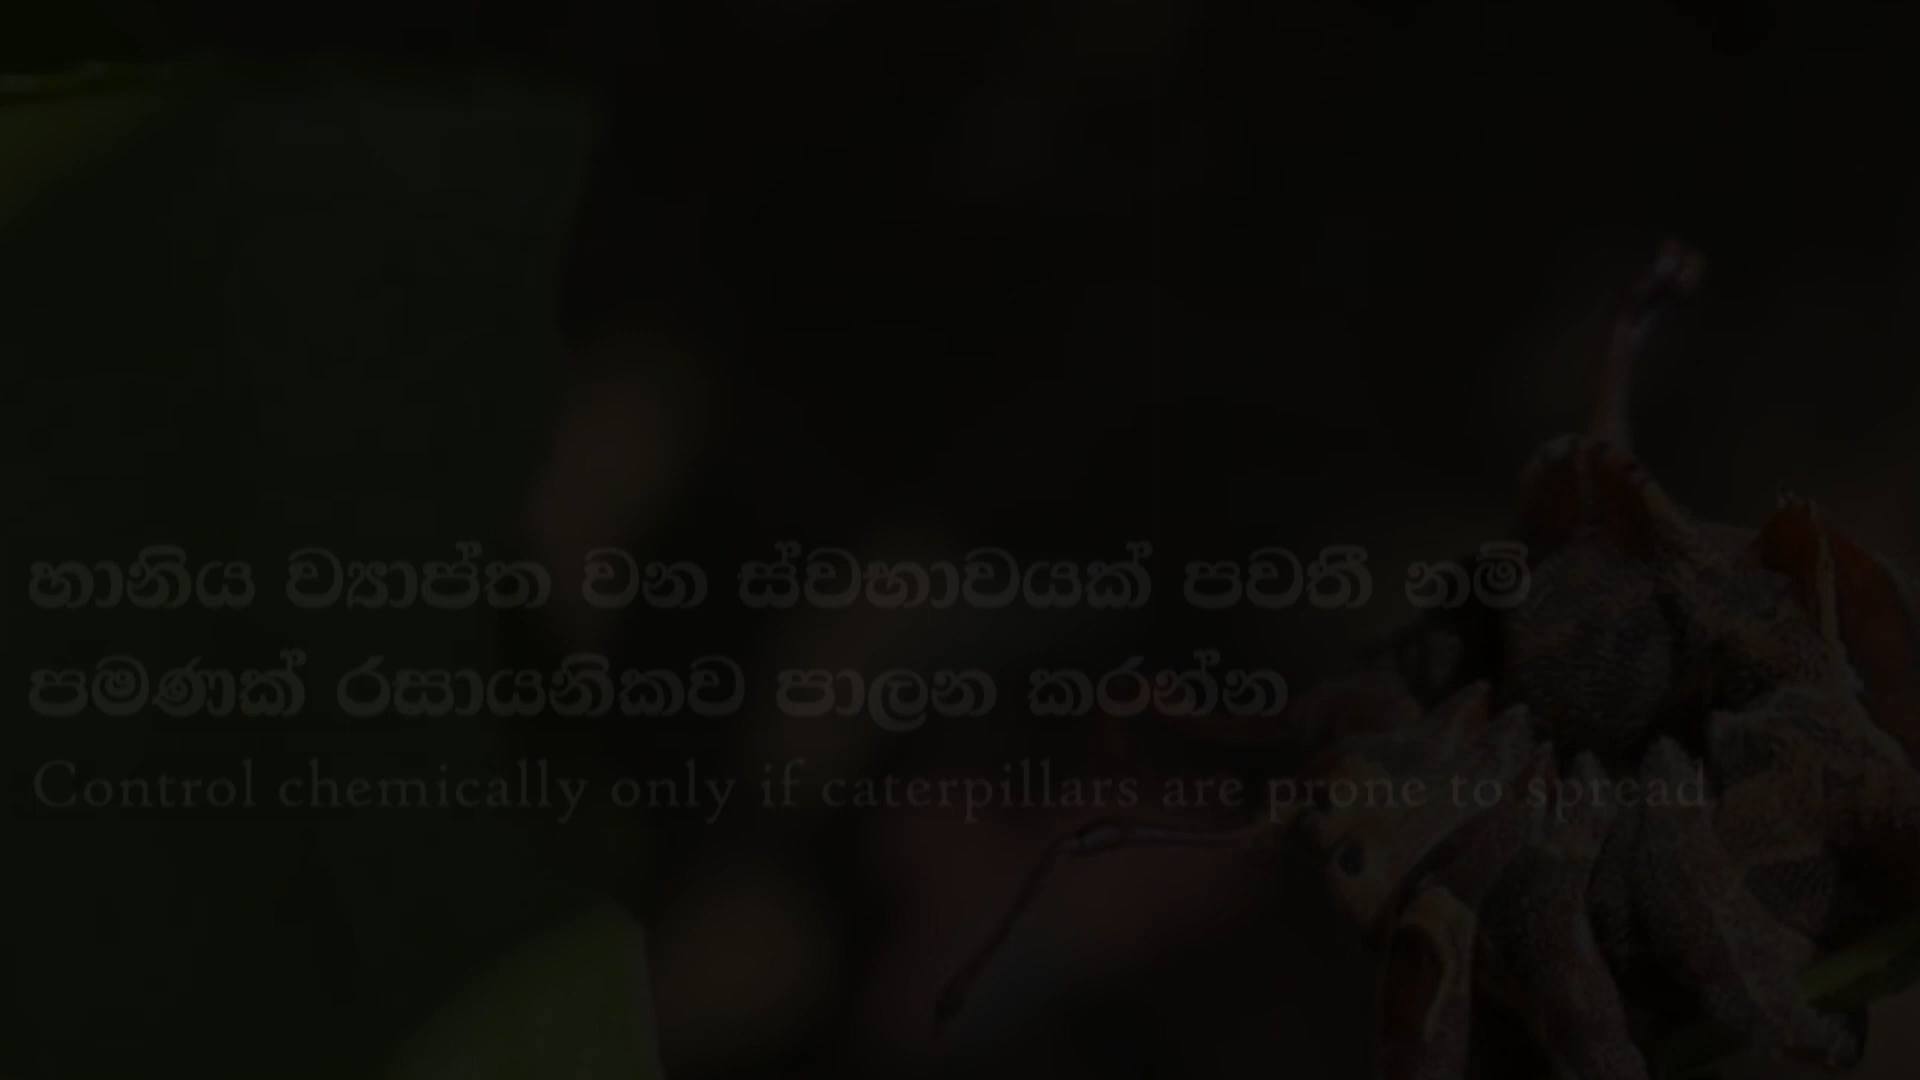 හානිය ව්‍යාප්ත වන ස්වභාවයක් පවතී නම්
පමණක් රසායනිකව පාලන කරන්න
Control chemically only if caterpillars are prone to spread